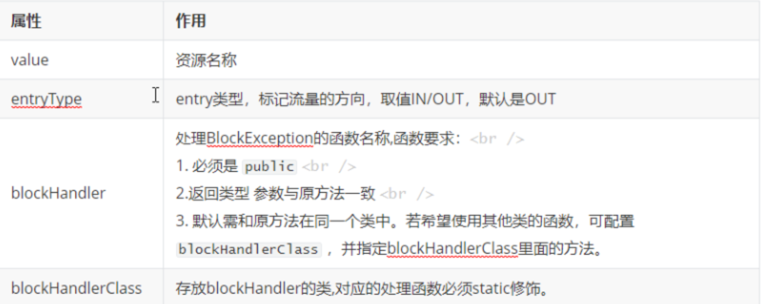 属性 作用
value 资源名称
entryType entry类型，标记流量的方向，取值IN/OUT，默认是OUT
处理BlockException的函数名称,函数要求：<br />
1. 必须是 public <br />
2.返回类型 参数与原方法一致 <br />
blockHandler
3. 默认需和原方法在同一个类中。若希望使用其他类的函数，可配置
blockHandlerClass ，并指定blockHandlerClass里面的方法。
blockHandlerClass 存放blockHandler的类,对应的处理函数必须static修饰。